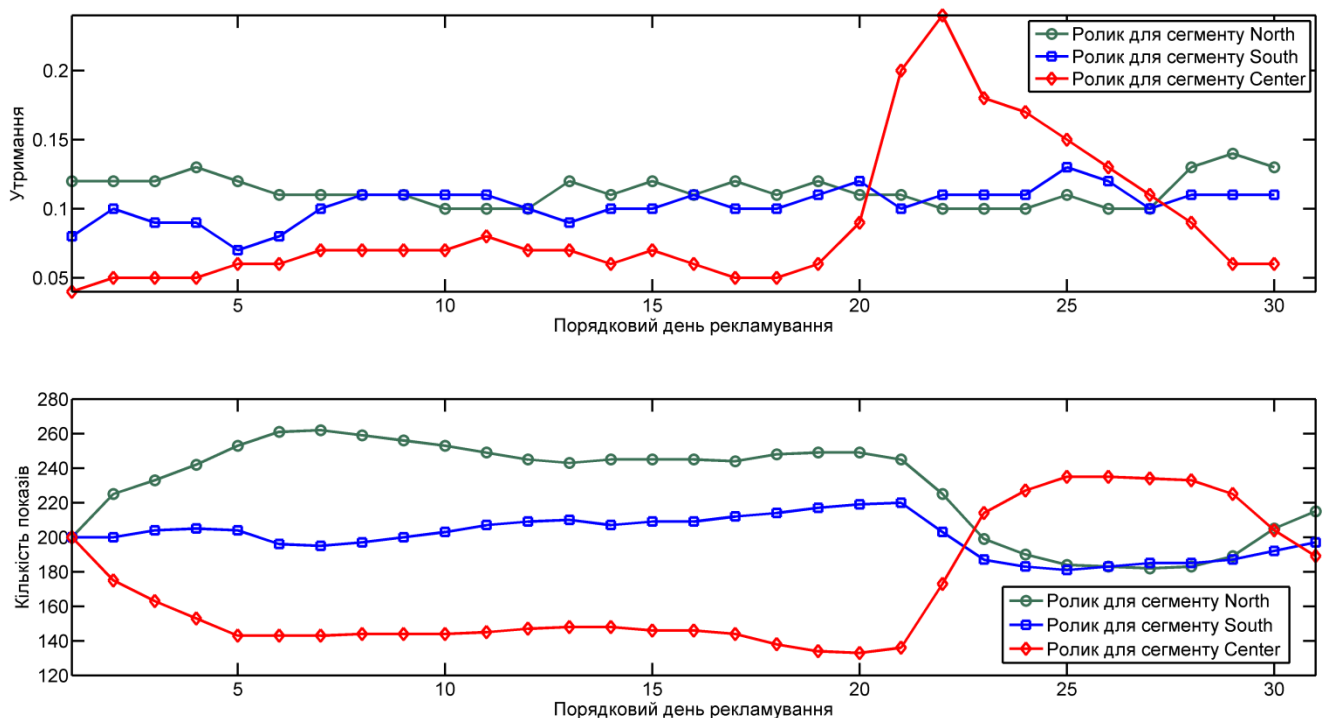 Утримання
0.2
0.15
0.1
0.05
Ролик для сегменту North
Ролик для сегменту South
Ролик для сегменту Center
5 10 15 20 25 30
Порядковий день рекламування
Кількість показів
280
260
240
220
200
180
160
140
120
Ролик для сегменту North
Ролик для сегменту South
Ролик для сегменту Center
5 10 15 20 25 30
Порядковий день рекламування